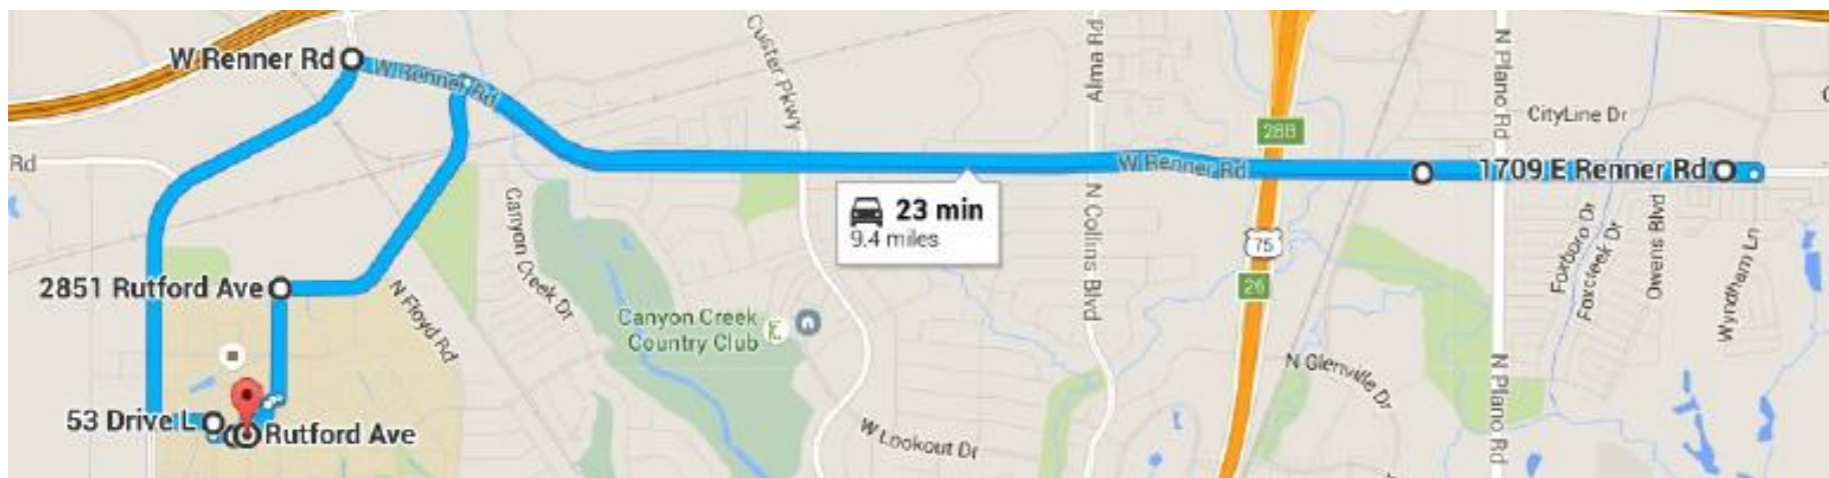 W Renner Rd
W Renner Rd
Custer Pkwy
Alma Rd
28B
N Plano Rd
CityLine Dr
Rd
W Renner Rd
1709 E Renner Rd
23 min
9.4 miles
Canyon Creek Dr
N Collins Blvd
75
26
Foxboro Dr
Foxcreek Dr
Owens Blvd
Wyndham Ln
2851 Rutford Ave
N Floyd Rd
Canyon Creek
Country Club
N Glenville Dr
N Plano Rd
53 Drive L
Rutford Ave
W Lookout Dr